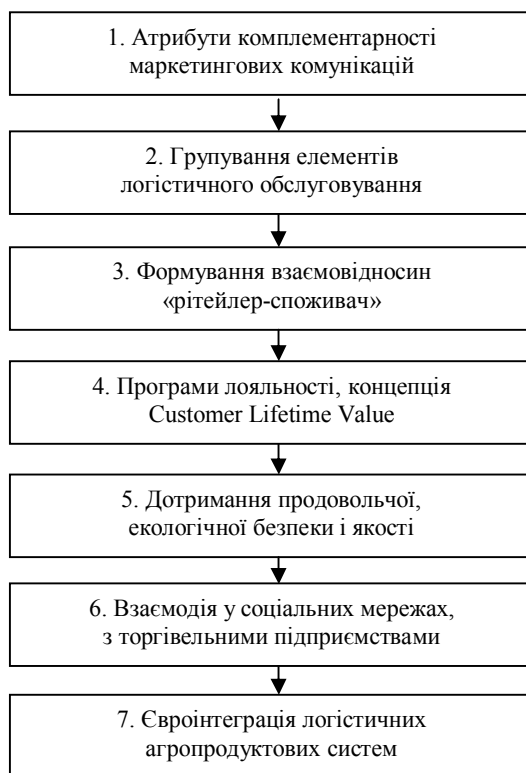 1. Атрибути комплементарності
маркетингових комунікацій
2. Групування елементів
логістичного обслуговування
3. Формування взаємовідносин
«рітейлер-споживач»
4. Програми лояльності, концепція
Customer Lifetime Value
5. Дотримання продовольчої,
екологічної безпеки і якості
6. Взаємодія у соціальних мережах,
з торгівельними підприємствами
7. Євроінтеграція логістичних
агропродуктових систем